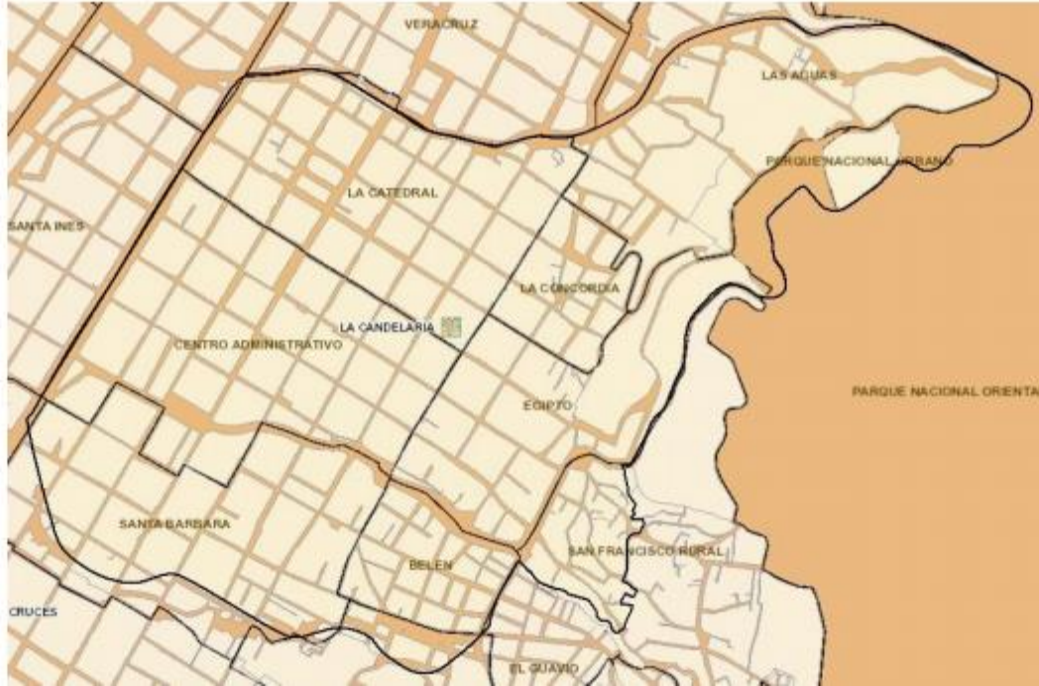 VERACRUZ
LAS AGUAS
PARQUE NACIONAL URBANO
LA CATEDRAL
SANTA INES
LA CONCORDIA
LA CANDELARIA
CENTRO ADMINISTRATIVO
PARQUE NACIONAL ORIENTA
EGIPTO
SANTA BARBARA
SAN FRANCISCO RURAL
BELEN
CRUCES
EL GUAVIO